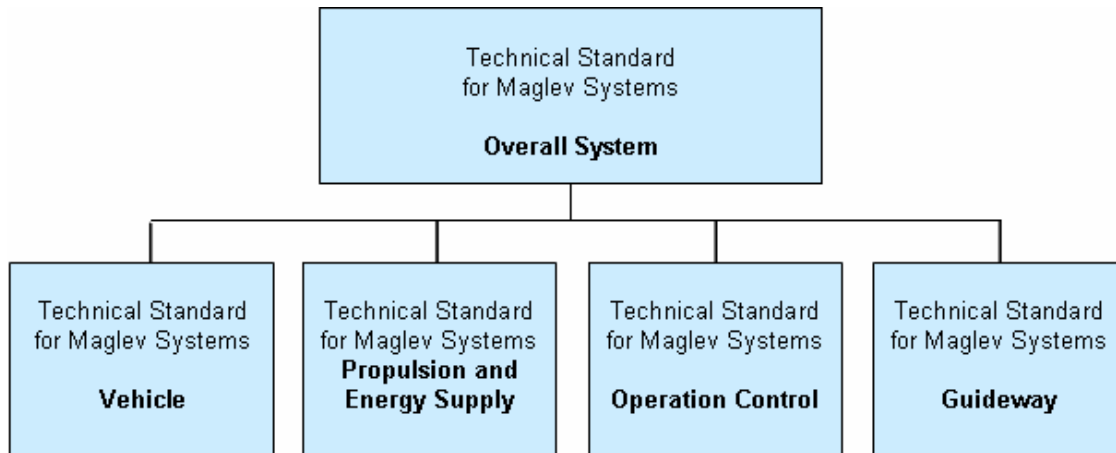 Technical Standard
for Maglev Systems
Overall System
Technical Standard
for Maglev Systems
Vehicle
Technical Standard
for Maglev Systems
Propulsion and
Energy Supply
Technical Standard
for Maglev Systems
Operation Control
Technical Standard
for Maglev Systems
Guideway